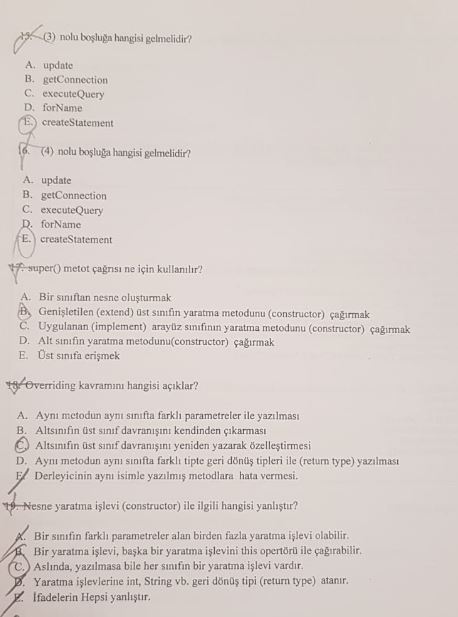 15. (3) nolu boşluğa hangisi gelmelidir?
A. update
B. getConnection
C. executeQuery
D. forName
E. createStatement
16. (4) nolu boşluğa hangisi gelmelidir?
A. update
B. getConnection
C. executeQuery
D. forName
E. createStatement
17. super() metot çağrısı ne için kullanılır?
A. Bir sınıftan nesne oluşturmak
B. Genişletilen (extend) üst sınıfın yaratma metodunu (constructor) çağırmak
C. Uygulanan (implement) arayüz sınıfının yaratma metodunu (constructor) çağırmak
D. Alt sınıfın yaratma metodunu(constructor) çağırmak
E. Üst sınıfa erişmek
18. Overriding kavramını hangisi açıklar?
A. Aynı metodun aynı sınıfta farklı parametreler ile yazılması
B. Altsınıfın üst sınıf davranışını kendinden çıkarması
C. Altsınıfın üst sınıf davranışını yeniden yazarak özelleştirmesi
D. Aynı metodun aynı sınıfta farklı tipte geri dönüş tipleri ile (return type) yazılması
E. Derleyicinin aynı isimle yazılmış metodlara hata vermesi.
19. Nesne yaratma işlevi (constructor) ile ilgili hangisi yanlıştır?
A. Bir sınıfın farklı parametreler alan birden fazla yaratma işlevi olabilir.
B. Bir yaratma işlevi, başka bir yaratma işlevini this opertörü ile çağırabilir.
C. Aslında, yazılmasa bile her sınıfın bir yaratma işlevi vardır.
D. Yaratma işlevlerine int, String vb. geri dönüş tipi (return type) atanır.
E. İfadelerin Hepsi yanlıştır.